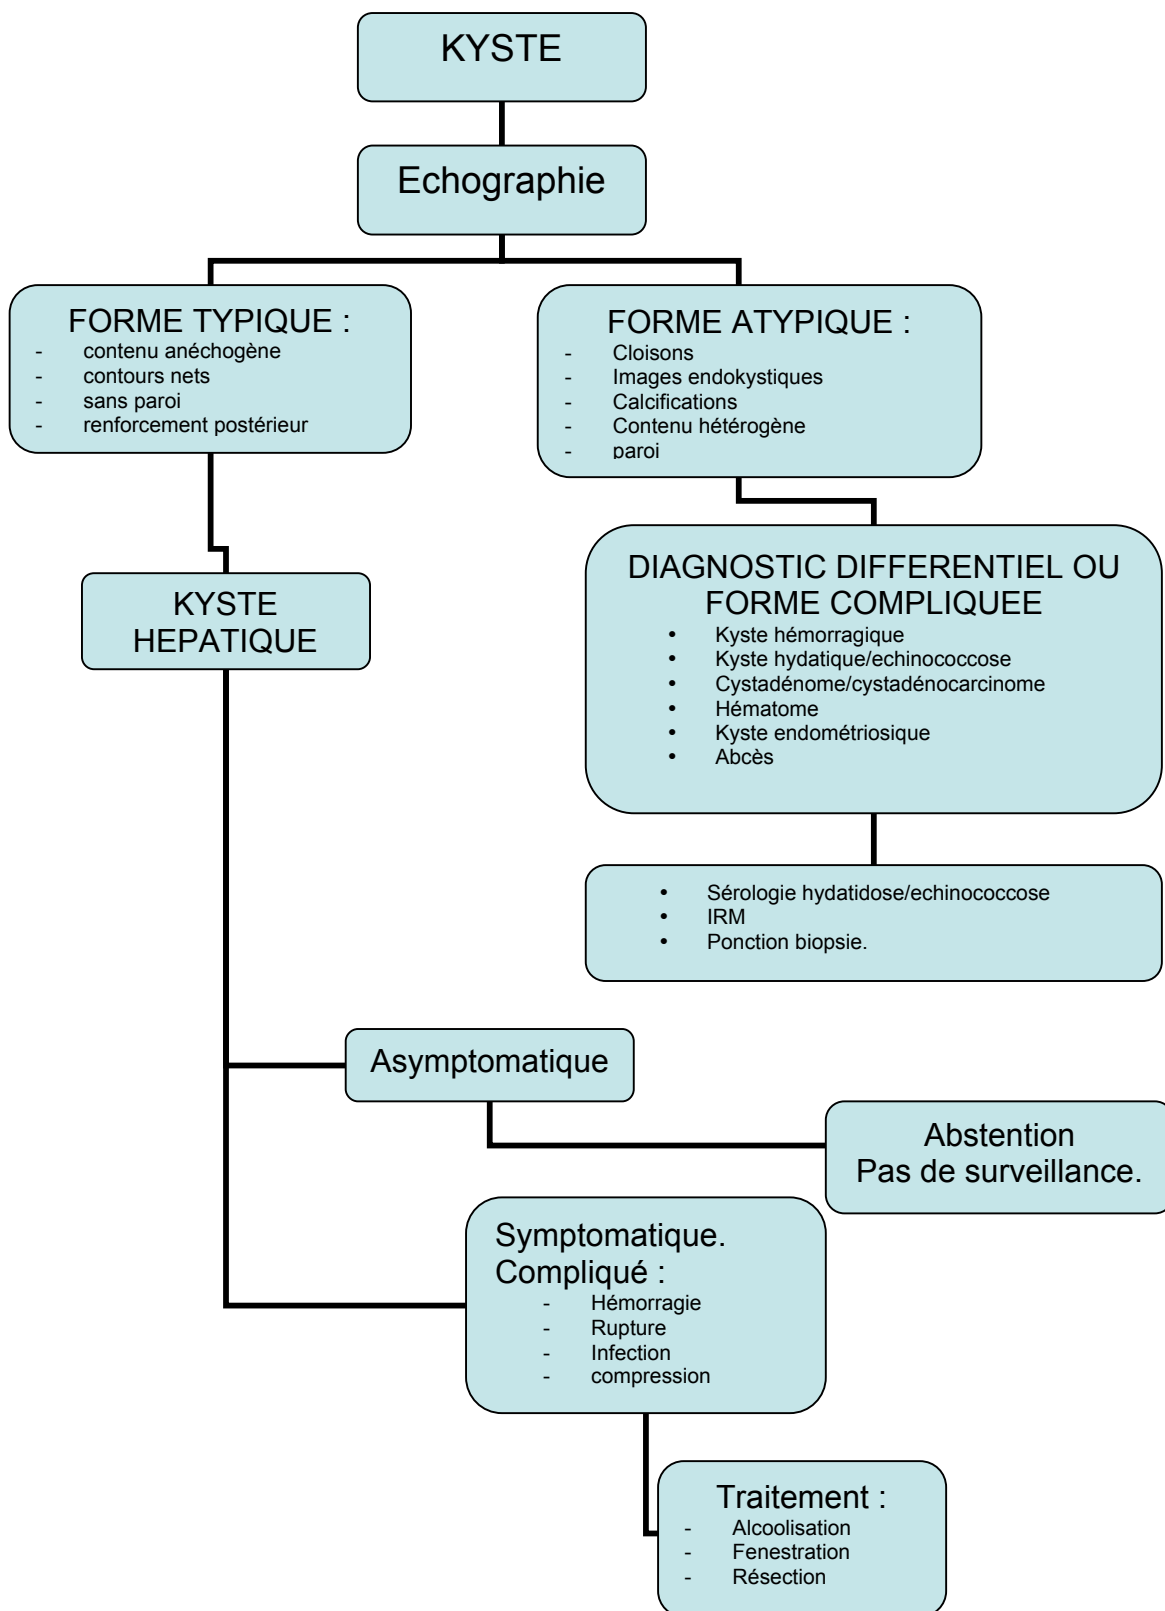 KYSTE
Echographie
FORME TYPIQUE :
- contenu anéchogène
- contours nets
- sans paroi
- renforcement postérieur
FORME ATYPIQUE :
- Cloisons
- Images endokystiques
- Calcifications
- Contenu hétérogène
- paroi
DIAGNOSTIC DIFFERENTIEL OU
FORME COMPLIQUEE
• Kyste hémorragique
• Kyste hydatique/echinococcose
• Cystadénome/cystadénocarcinome
• Hématome
• Kyste endométriosique
• Abcès
KYSTE
HEPATIQUE
• Sérologie hydatidose/echinococcose
• IRM
• Ponction biopsie.
Asymptomatique
Abstention
Pas de surveillance.
Symptomatique.
Compliqué :
- Hémorragie
- Rupture
- Infection
- compression
Traitement :
- Alcoolisation
- Fenestration
- Résection